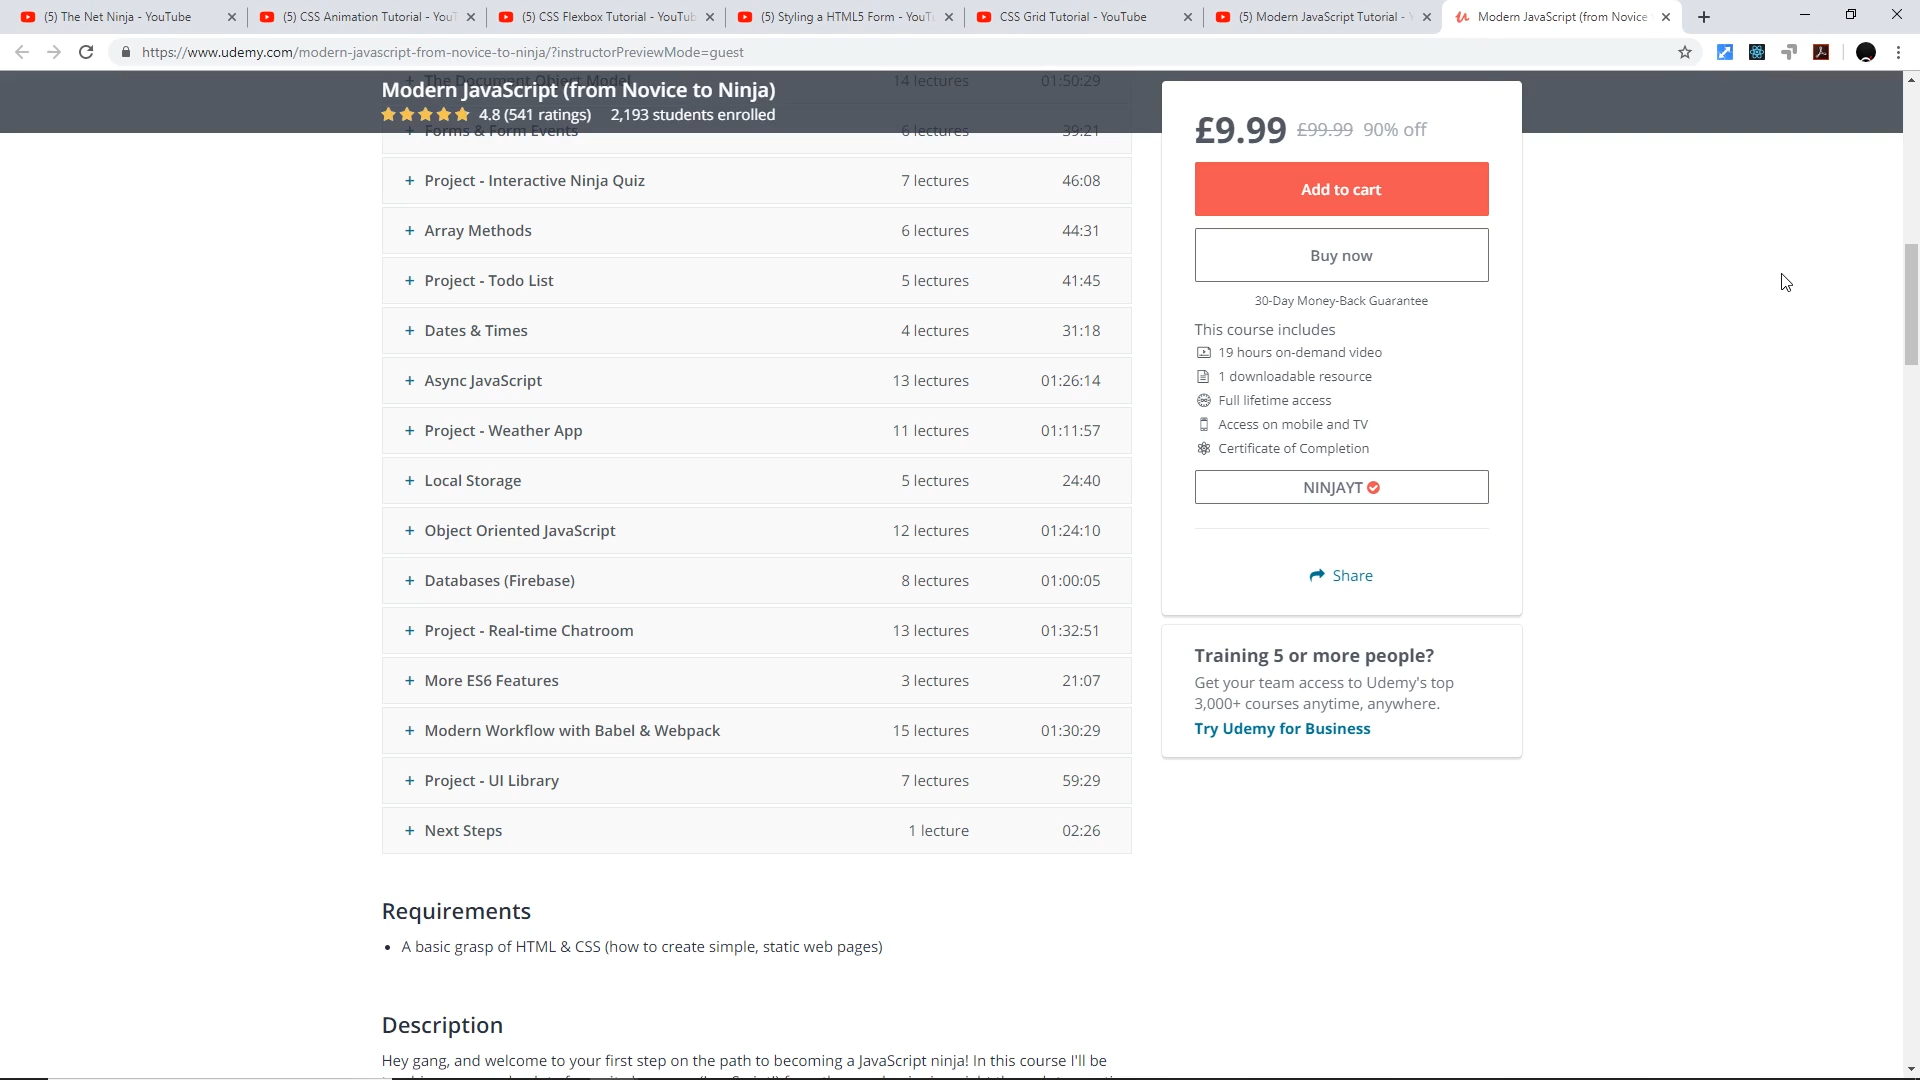 (5) The Net Ninja - YouTube
(5) CSS Animation Tutorial - You
(5) CSS Flexbox Tutorial - YouTub
(5) Styling a HTML5 Form - YouT
CSS Grid Tutorial - YouTube
(5) Modern JavaScript Tutorial -
Modern JavaScript (from Novice
https://www.udemy.com/modern-javascript-from-novice-to-ninja/?instructorPreviewMode=guest
+ The Document Object Model 14 lectures 01:50:29
Modern JavaScript (from Novice to Ninja)
4.8 (541 ratings) 2,193 students enrolled
+ Forms & Form Events 6 lectures 39:21
+ Project - Interactive Ninja Quiz 7 lectures 46:08
+ Array Methods 6 lectures 44:31
+ Project - Todo List 5 lectures 41:45
+ Dates & Times 4 lectures 31:18
+ Async JavaScript 13 lectures 01:26:14
+ Project - Weather App 11 lectures 01:11:57
+ Local Storage 5 lectures 24:40
+ Object Oriented JavaScript 12 lectures 01:24:10
+ Databases (Firebase) 8 lectures 01:00:05
+ Project - Real-time Chatroom 13 lectures 01:32:51
+ More ES6 Features 3 lectures 21:07
+ Modern Workflow with Babel & Webpack 15 lectures 01:30:29
+ Project - UI Library 7 lectures 59:29
+ Next Steps 1 lecture 02:26
Requirements
• A basic grasp of HTML & CSS (how to create simple, static web pages)
Description
Hey gang, and welcome to your first step on the path to becoming a JavaScript ninja! In this course I'll be
£9.99 £99.99 90% off
Add to cart
Buy now
30-Day Money-Back Guarantee
This course includes
19 hours on-demand video
1 downloadable resource
Full lifetime access
Access on mobile and TV
Certificate of Completion
NINJAYT
Share
Training 5 or more people?
Get your team access to Udemy's top
3,000+ courses anytime, anywhere.
Try Udemy for Business